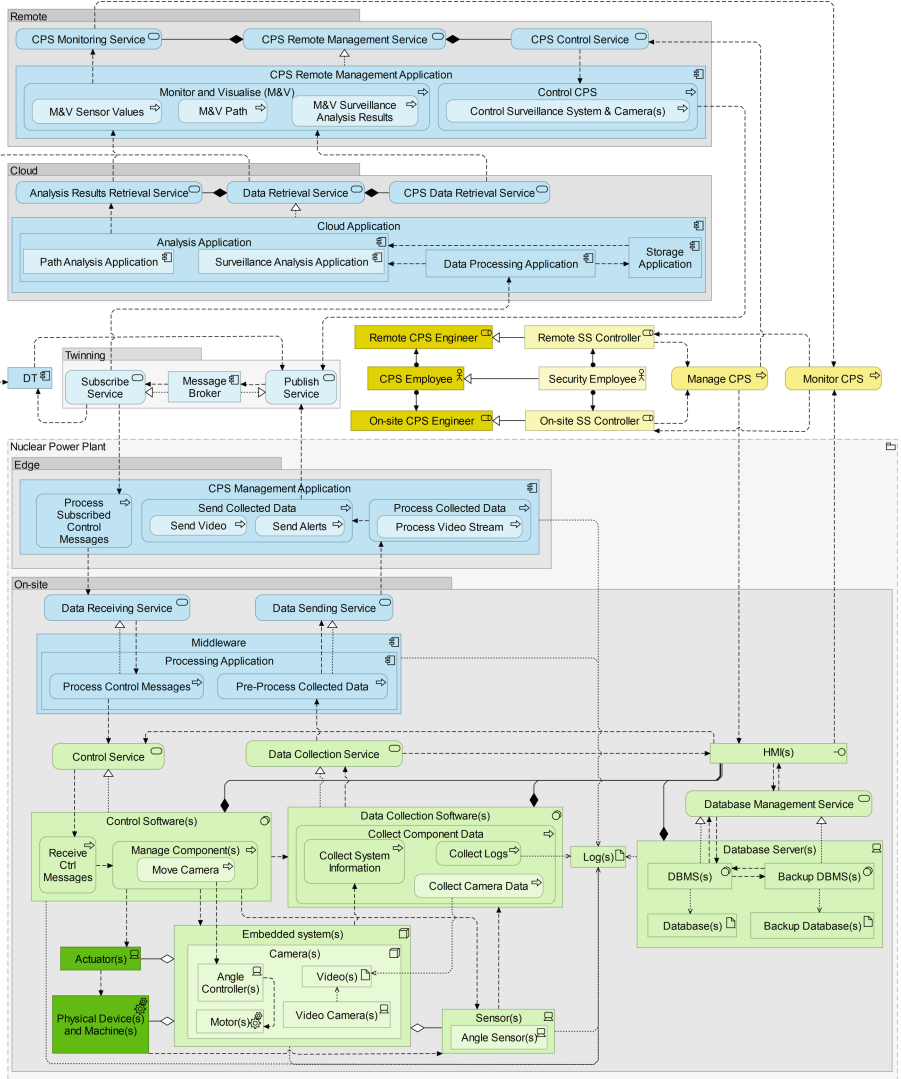 Remote
CPS Monitoring Service
CPS Remote Management Service
CPS Control Service
CPS Remote Management Application
Monitor and Visualise (M&V)
M&V Sensor Values
M&V Path
M&V Surveillance
Analysis Results
Control CPS
Control Surveillance System & Camera(s)
Cloud
Analysis Results Retrieval Service
Data Retrieval Service
CPS Data Retrieval Service
Cloud Application
Analysis Application
Path Analysis Application
Surveillance Analysis Application
Data Processing Application
Storage
Application
Twinning
DT
Subscribe
Service
Message
Broker
Publish
Service
Remote CPS Engineer
Remote SS Controller
CPS Employee
Security Employee
On-site CPS Engineer
On-site SS Controller
Manage CPS
Monitor CPS
Nuclear Power Plant
Edge
CPS Management Application
Process
Subscribed
Control
Messages
Send Collected Data
Send Video
Send Alerts
Process Collected Data
Process Video Stream
On-site
Data Receiving Service
Data Sending Service
Middleware
Processing Application
Process Control Messages
Pre-Process Collected Data
Control Service
Data Collection Service
HMI(s)
Database Management Service
Control Software(s)
Receive
Ctrl
Messages
Manage Component(s)
Move Camera
Data Collection Software(s)
Collect Component Data
Collect System
Information
Collect Logs
Collect Camera Data
Log(s)
Database Server(s)
DBMS(s)
Backup DBMS(s)
Database(s)
Backup Database(s)
Actuator(s)
Physical Device(s)
and Machine(s)
Embedded system(s)
Camera(s)
Angle
Controller(s)
Motor(s)
Video(s)
Video Camera(s)
Sensor(s)
Angle Sensor(s)